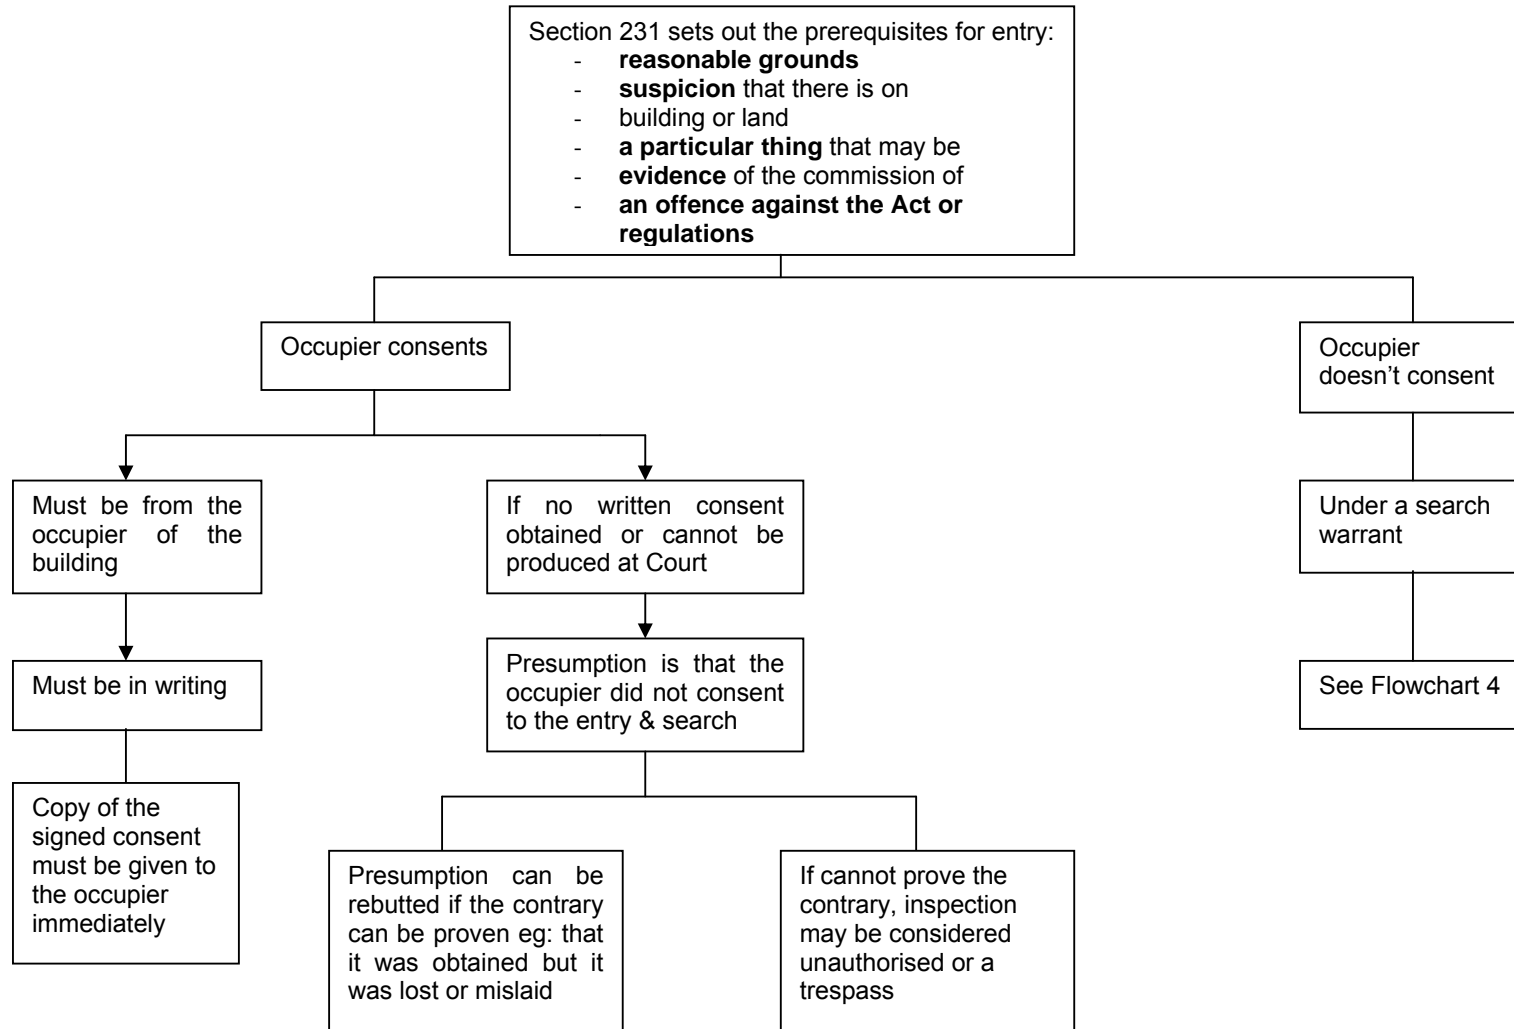 Section 231 sets out the prerequisites for entry:
- reasonable grounds
- suspicion that there is on
- building or land
- a particular thing that may be
- evidence of the commission of
- an offence against the Act or
regulations
Occupier consents
Occupier
doesn't consent
Must be from the
occupier of the
building
If no written consent
obtained or cannot be
produced at Court
Under a search
warrant
Must be in writing
Presumption is that the
occupier did not consent
to the entry & search
See Flowchart 4
Copy of the
signed consent
must be given to
the occupier
immediately
Presumption can be
rebutted if the contrary
can be proven eg: that
it was obtained but it
was lost or mislaid
If cannot prove the
contrary, inspection
may be considered
unauthorised or a
trespass